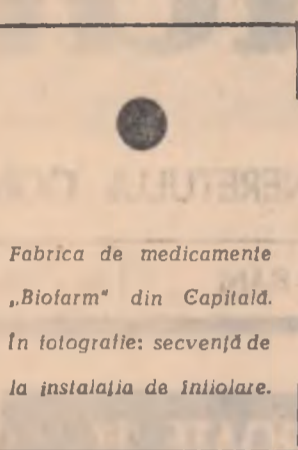 Fabrica de medicamente
„Biofarm“ din Capitală.
În fotografie: secvență de
la instalația de înfiolare.